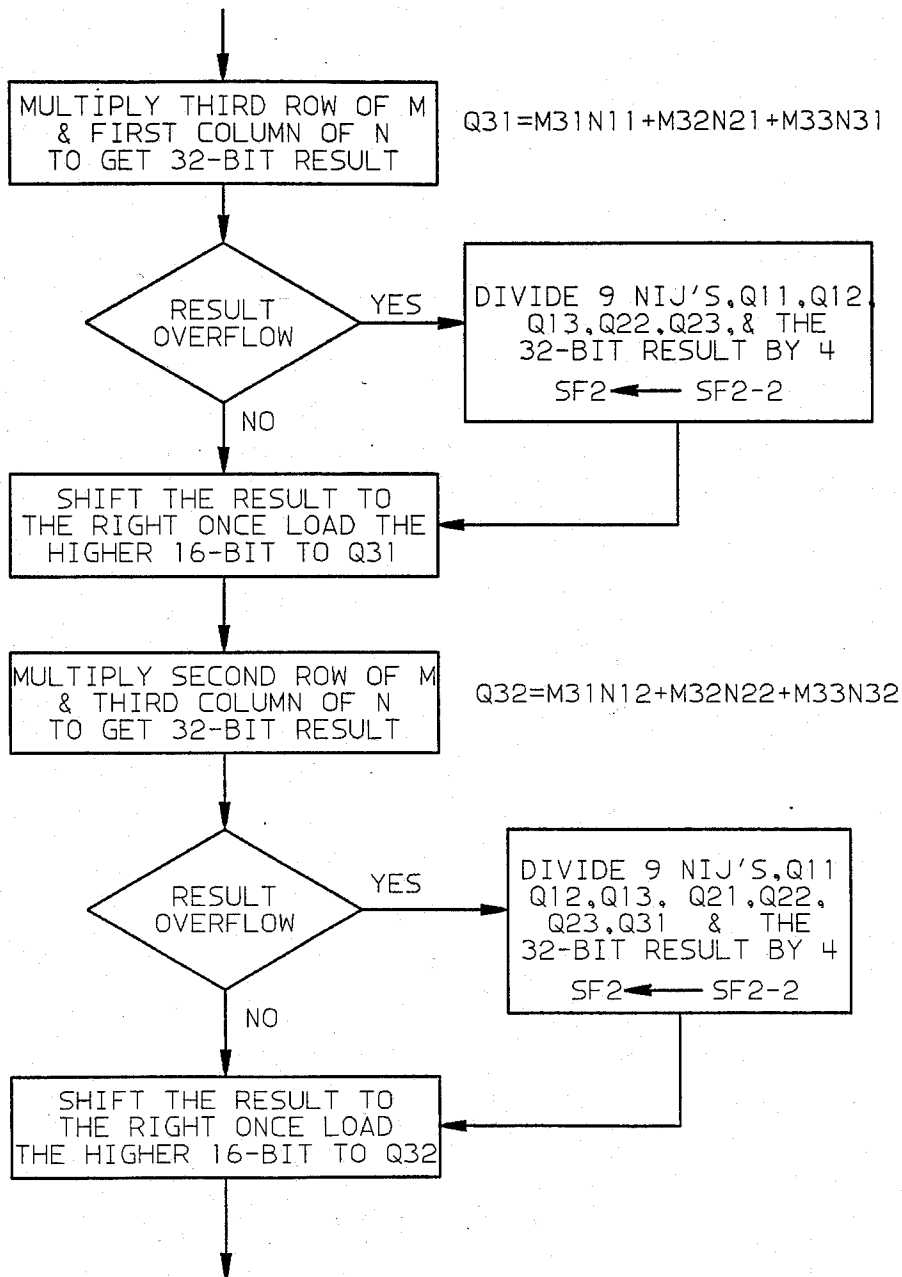 MULTIPLY THIRD ROW OF M
& FIRST COLUMN OF N
TO GET 32-BIT RESULT
Q31=M31N11+M32N21+M33N31
RESULT
OVERFLOW
YES
DIVIDE 9 NIJ'S,Q11,Q12,
Q13,Q22,Q23,& THE
32-BIT RESULT BY 4
SF2 ← SF2-2
NO
SHIFT THE RESULT TO
THE RIGHT ONCE LOAD THE
HIGHER 16-BIT TO Q31
MULTIPLY SECOND ROW OF M
& THIRD COLUMN OF N
TO GET 32-BIT RESULT
Q32=M31N12+M32N22+M33N32
RESULT
OVERFLOW
YES
DIVIDE 9 NIJ'S,Q11
Q12,Q13, Q21,Q22,
Q23,Q31 & THE
32-BIT RESULT BY 4
SF2 ← SF2-2
NO
SHIFT THE RESULT TO
THE RIGHT ONCE LOAD
THE HIGHER 16-BIT TO Q32